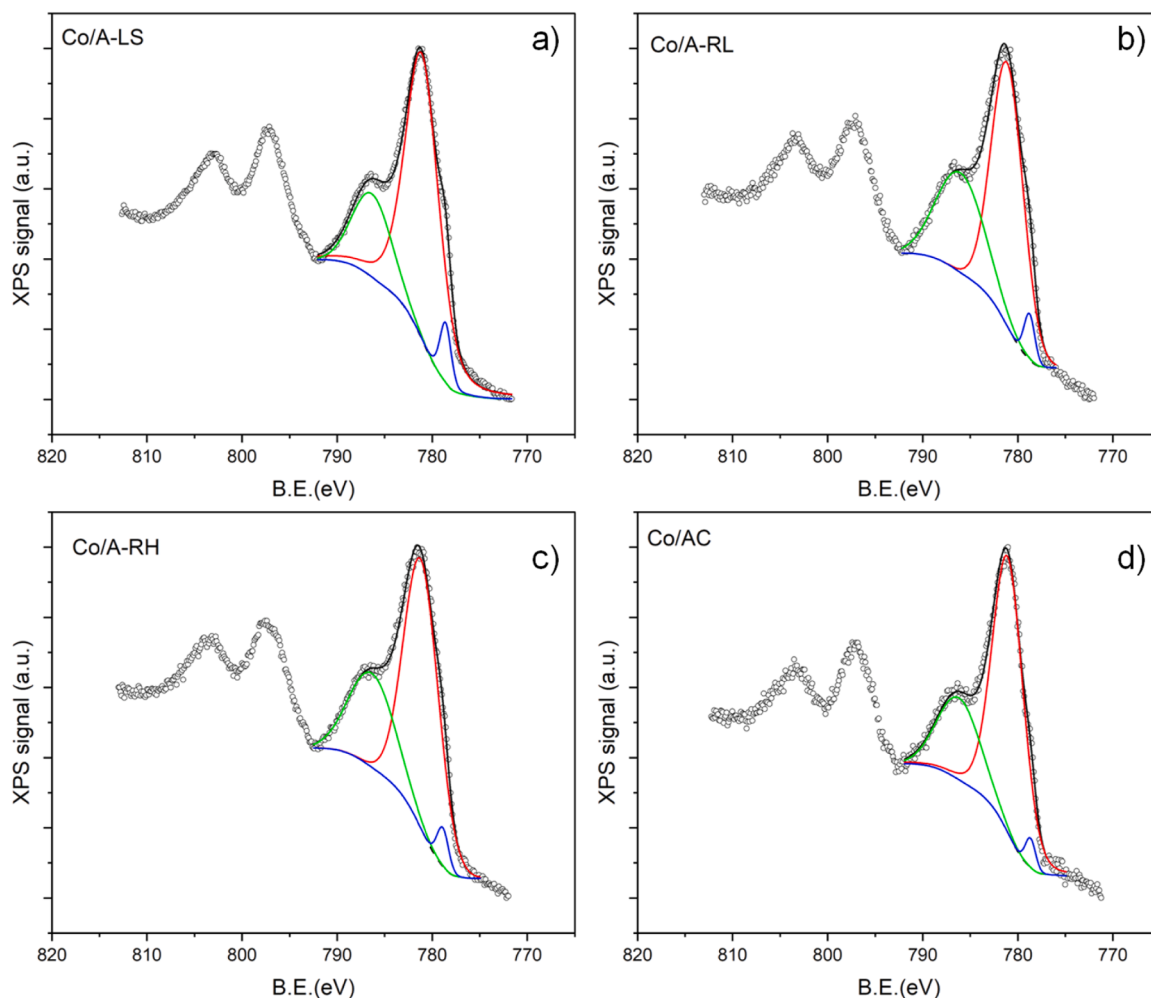 Co/A-LS
a)
XPS signal (a.u.)
820 810 800 790 780 770
B.E.(eV)
Co/A-RL
b)
XPS signal (a.u.)
820 810 800 790 780 770
B.E.(eV)
Co/A-RH
c)
XPS signal (a.u.)
820 810 800 790 780 770
B.E.(eV)
Co/AC
d)
XPS signal (a.u.)
820 810 800 790 780 770
B.E.(eV)